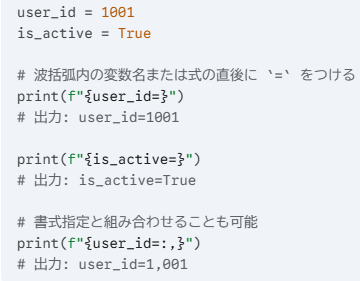 user_id = 1001
is_active = True
# 波括弧内の変数名または式の直後に `=` をつける
print(f"{user_id=}")
# 出力: user_id=1001
print(f"{is_active=}")
# 出力: is_active=True
# 書式指定と組み合わせることも可能
print(f"{user_id=:,}")
# 出力: user_id=1,001